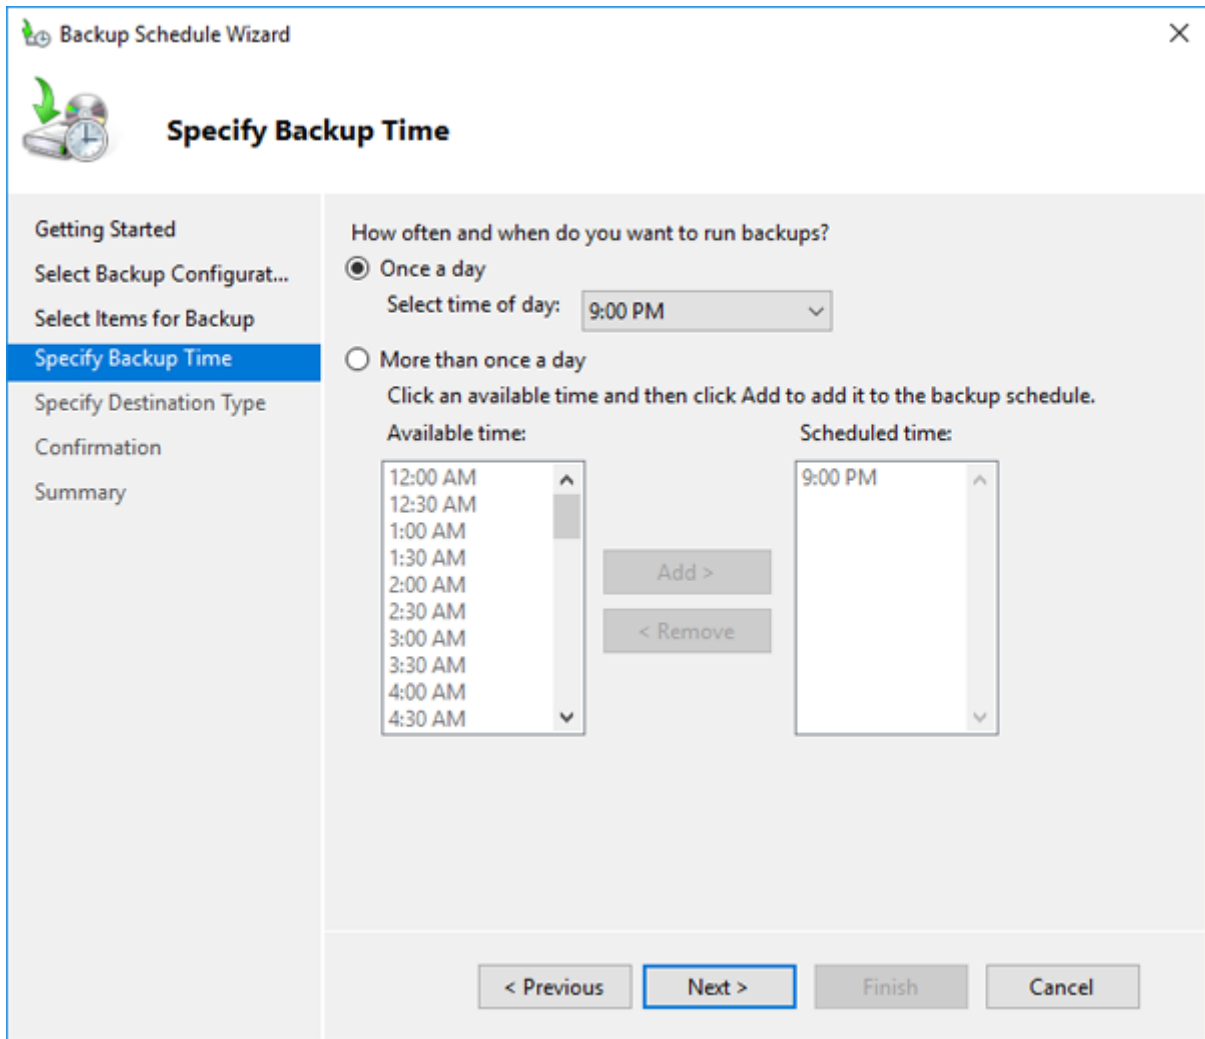 Backup Schedule Wizard
Specify Backup Time
Getting Started
Select Backup Configurat...
Select Items for Backup
Specify Backup Time
Specify Destination Type
Confirmation
Summary
How often and when do you want to run backups?
Once a day
Select time of day: 9:00 PM
More than once a day
Click an available time and then click Add to add it to the backup schedule.
Available time:
12:00 AM
12:30 AM
1:00 AM
1:30 AM
2:00 AM
2:30 AM
3:00 AM
3:30 AM
4:00 AM
4:30 AM
Add >
< Remove
Scheduled time:
9:00 PM
< Previous
Next >
Finish
Cancel